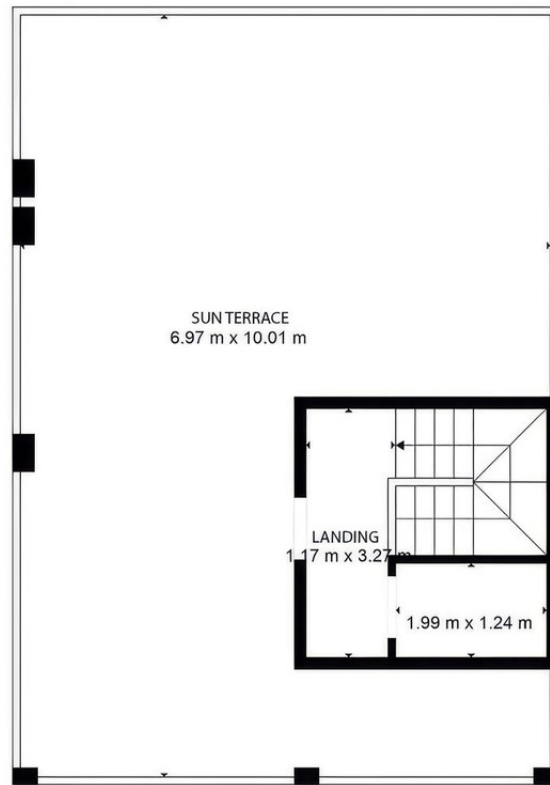 SUN TERRACE
6.97 m x 10.01 m
LANDING
1.17 m x 3.27 m
1.99 m x 1.24 m